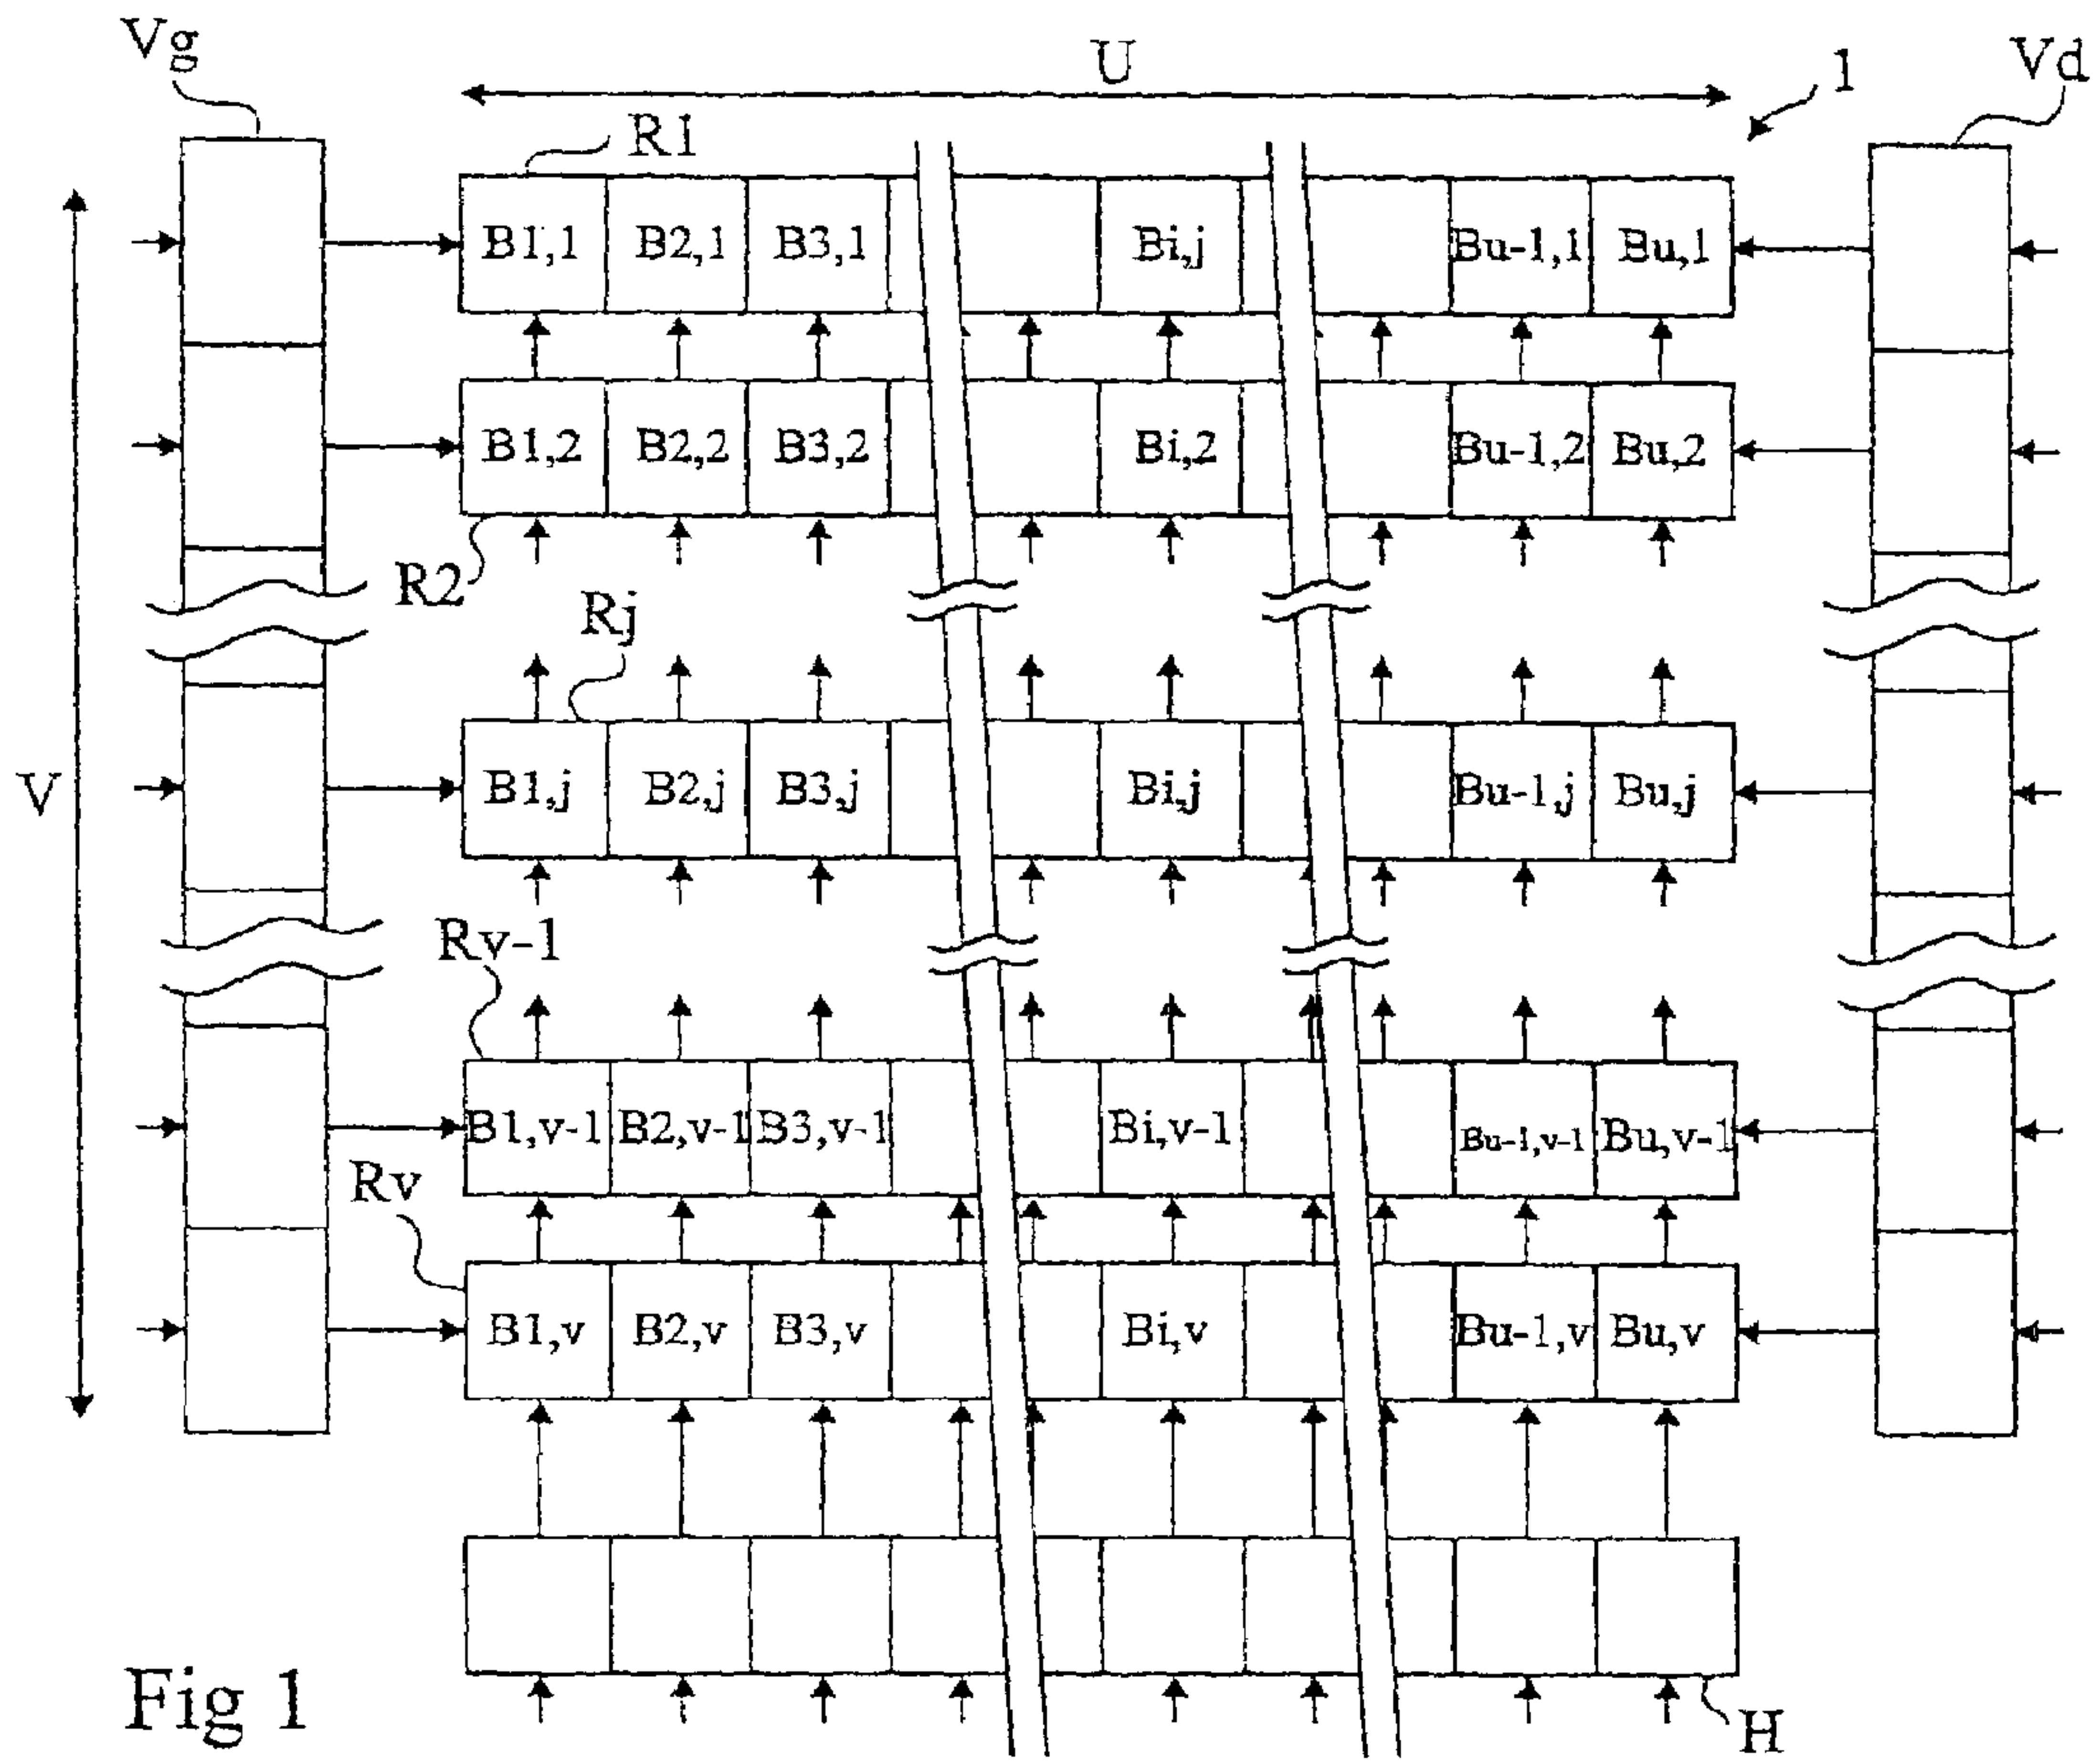 Vg U 1 Vd
R1
B1,1 B2,1 B3,1 Bi,j Bu-1,1 Bu,1
B1,2 B2,2 B3,2 Bi,2 Bu-1,2 Bu,2
R2
Rj
V
B1,j B2,j B3,j Bi,j Bu-1,j Bu,j
Rv-1
B1,v-1 B2,v-1 B3,v-1 Bi,v-1 Bu-1,v-1 Bu,v-1
Rv
B1,v B2,v B3,v Bi,v Bu-1,v Bu,v
Fig 1
H